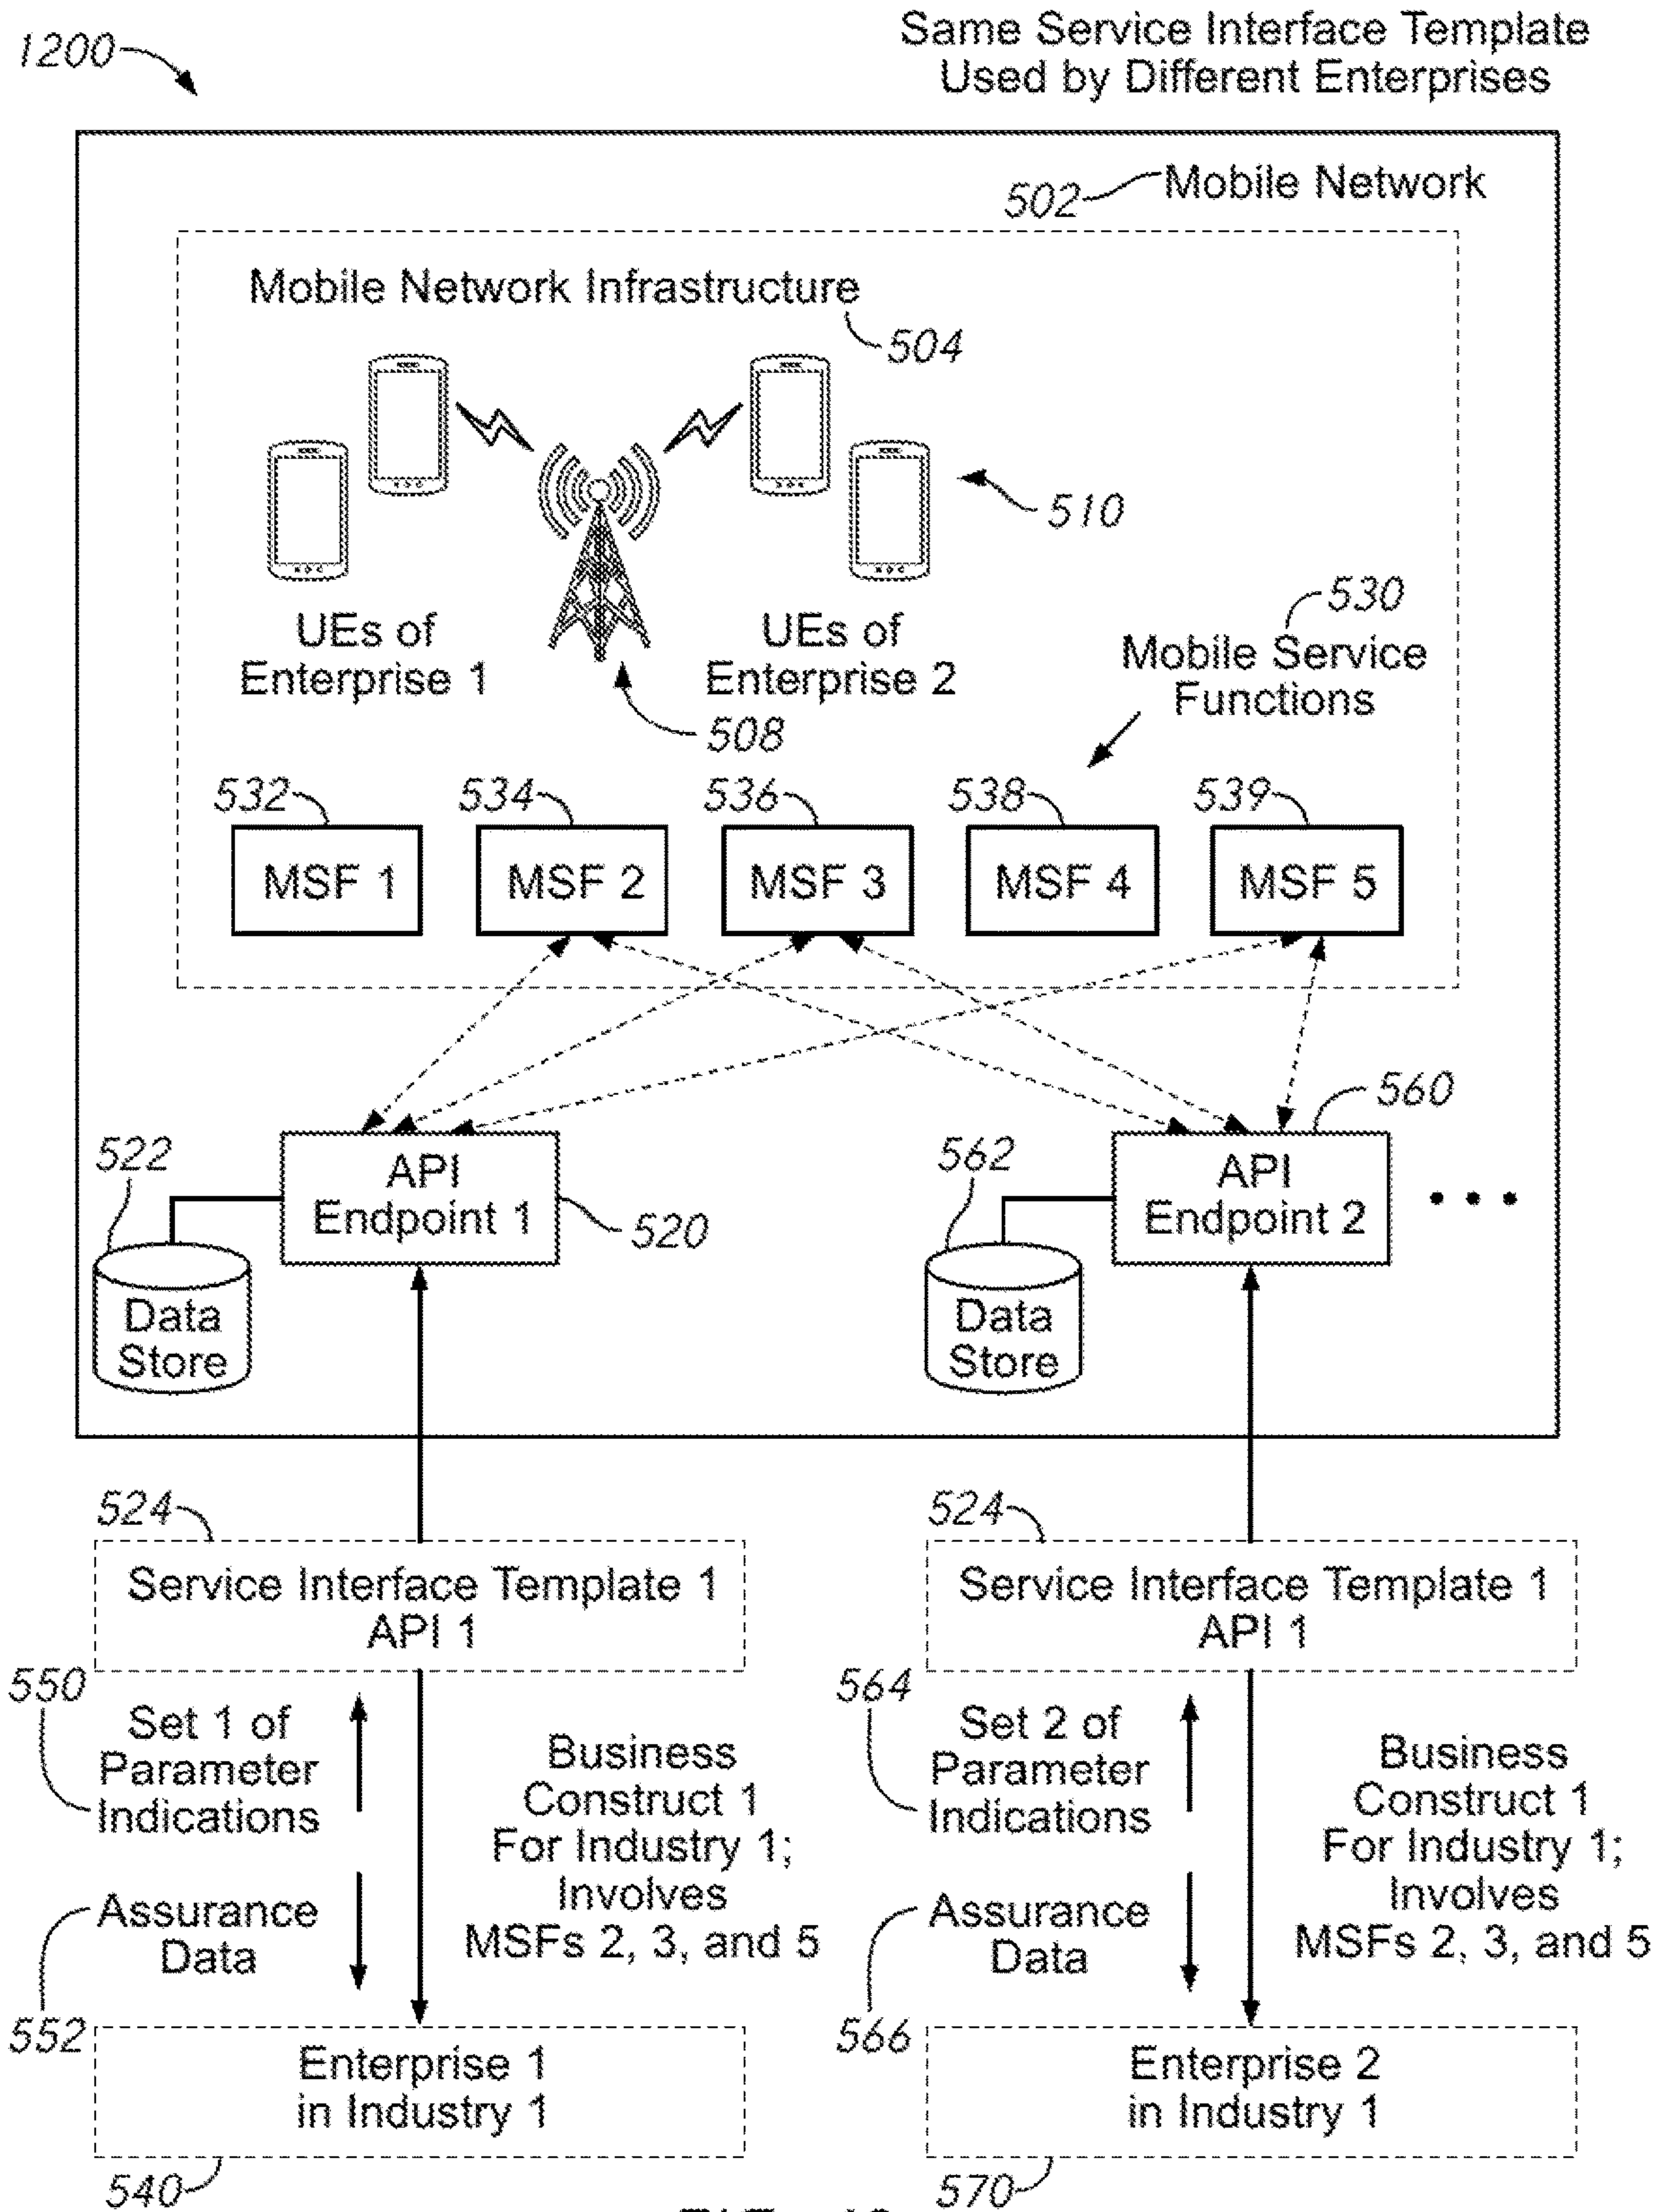 Same Service Interface Template
Used by Different Enterprises
1200
502
Mobile Network
Mobile Network Infrastructure
504
510
UEs of
Enterprise 1
UEs of
Enterprise 2
508
530
Mobile Service
Functions
532
534
536
538
539
MSF 1
MSF 2
MSF 3
MSF 4
MSF 5
560
522
API
Endpoint 1
520
Data
Store
562
API
Endpoint 2
• • •
Data
Store
524
Service Interface Template 1
API 1
524
Service Interface Template 1
API 1
550
Set 1 of
Parameter
Indications
Business
Construct 1
For Industry 1;
Involves
MSFs 2, 3, and 5
Assurance
Data
552
564
Set 2 of
Parameter
Indications
Business
Construct 1
For Industry 1;
Involves
MSFs 2, 3, and 5
Assurance
Data
566
Enterprise 1
in Industry 1
540
Enterprise 2
in Industry 1
570